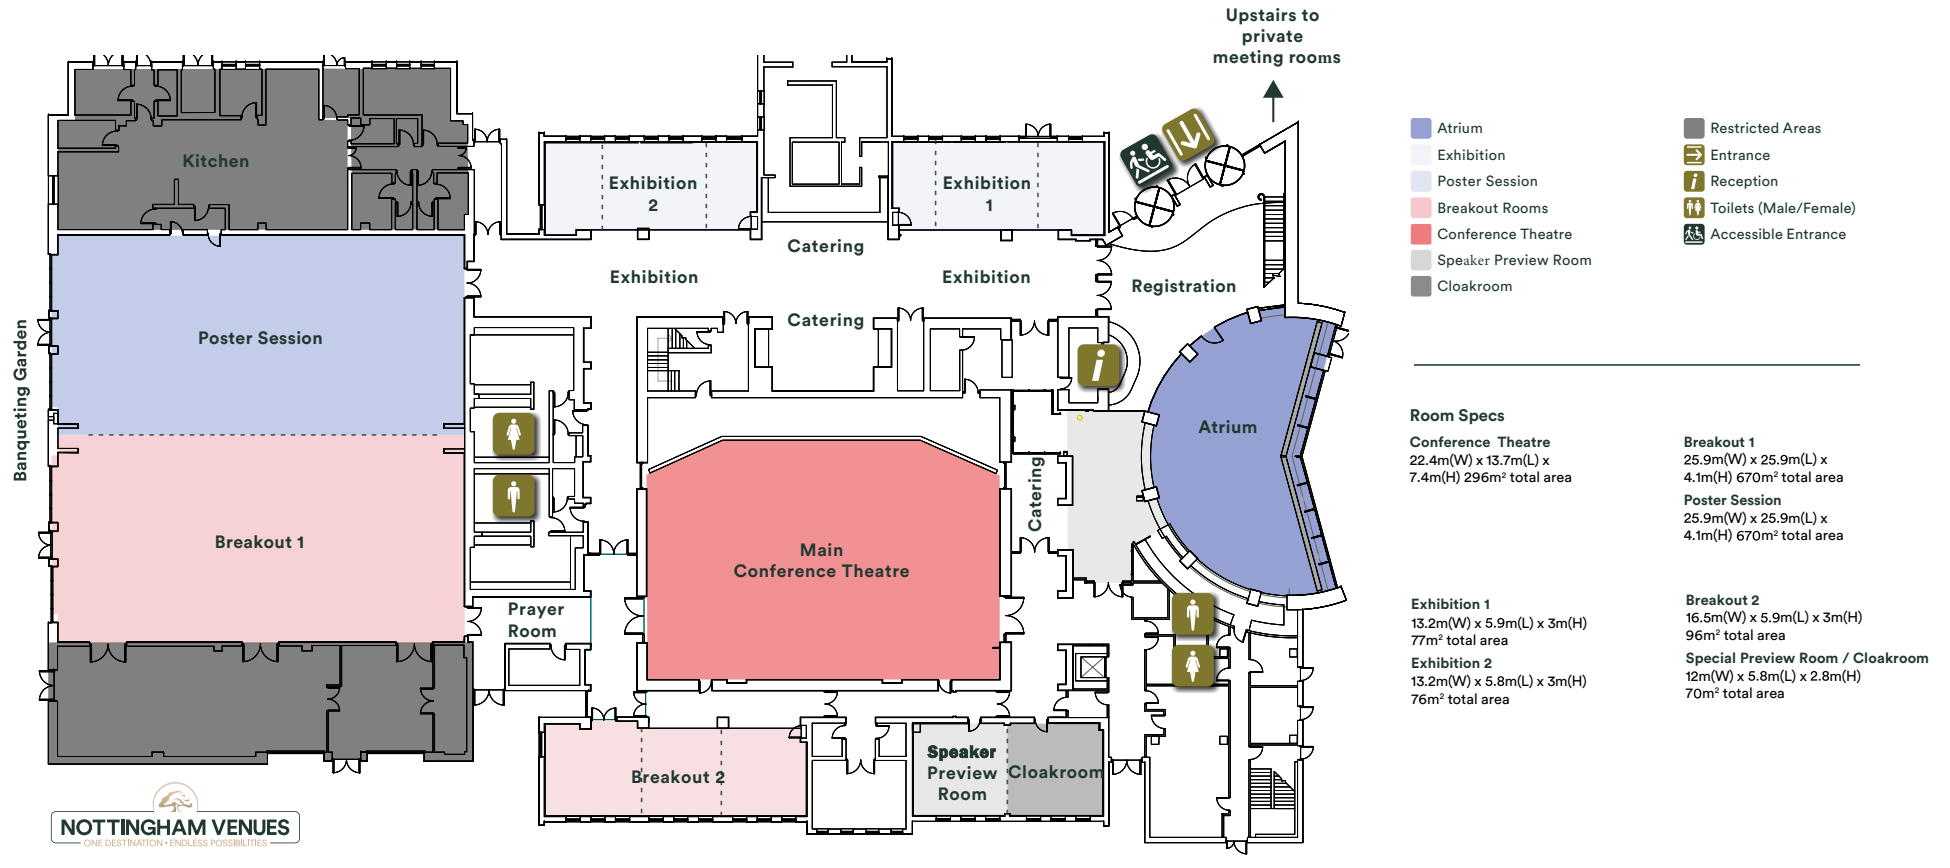 Upstairs to
private
meeting rooms
Kitchen
Exhibition
2
Exhibition
1
Catering
Exhibition
Exhibition
Registration
Catering
Banqueting Garden
Poster Session
Atrium
Catering
Breakout 1
Main
Conference Theatre
Prayer
Room
Breakout 2
Speaker
Preview
Room
Cloakroom
NOTTINGHAM VENUES
ONE DESTINATION • ENDLESS POSSIBILITIES
Atrium
Exhibition
Poster Session
Breakout Rooms
Conference Theatre
Speaker Preview Room
Cloakroom
Restricted Areas
Entrance
i Reception
Toilets (Male/Female)
Accessible Entrance
i
Room Specs
Conference Theatre
22.4m(W) x 13.7m(L) x
7.4m(H) 296m² total area
Breakout 1
25.9m(W) x 25.9m(L) x
4.1m(H) 670m² total area
Poster Session
25.9m(W) x 25.9m(L) x
4.1m(H) 670m² total area
Exhibition 1
13.2m(W) x 5.9m(L) x 3m(H)
77m² total area
Exhibition 2
13.2m(W) x 5.8m(L) x 3m(H)
76m² total area
Breakout 2
16.5m(W) x 5.9m(L) x 3m(H)
96m² total area
Special Preview Room / Cloakroom
12m(W) x 5.8m(L) x 2.8m(H)
70m² total area